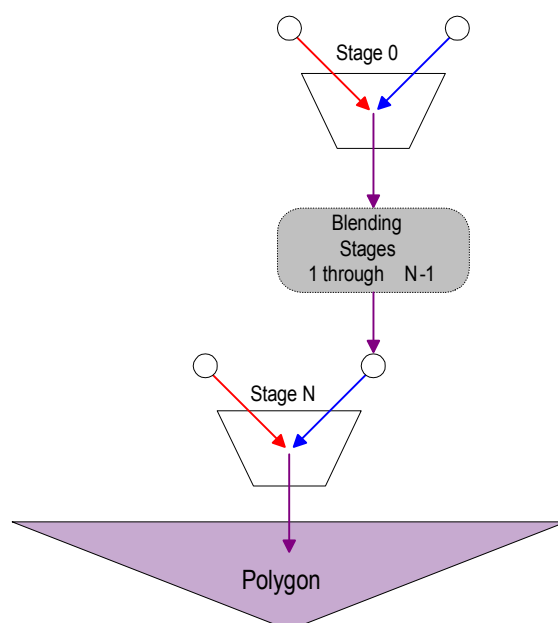 Stage 0
Blending
Stages
1 through N-1
Stage N
Polygon